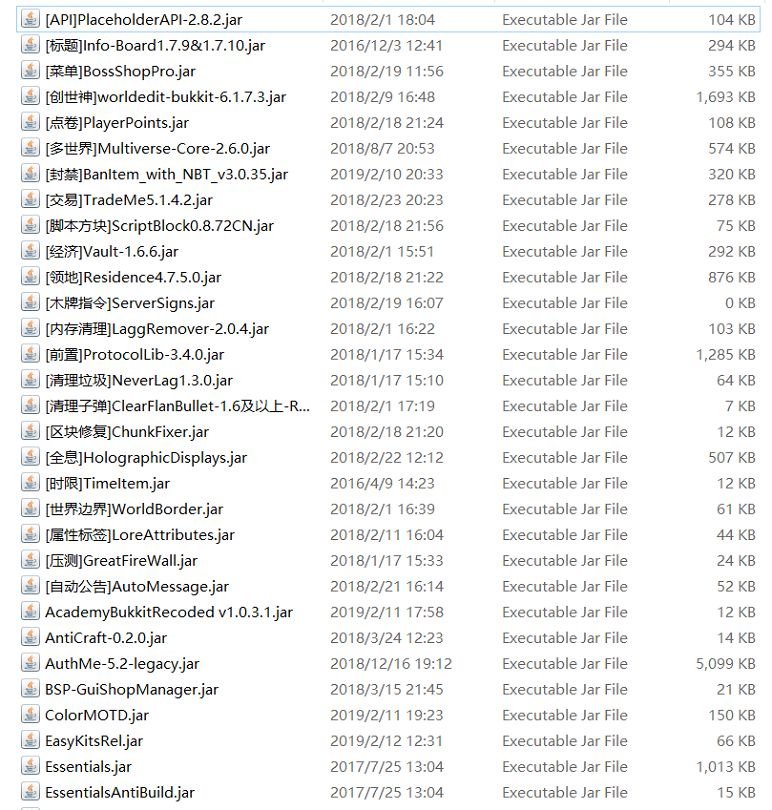 [API]PlaceholderAPI-2.8.2.jar 2018/2/1 18:04 Executable Jar File 104 KB
[标题]Info-Board1.7.9&1.7.10.jar 2016/12/3 12:41 Executable Jar File 294 KB
[菜单]BossShopPro.jar 2018/2/19 11:56 Executable Jar File 355 KB
[创世神]worldedit-bukkit-6.1.7.3.jar 2018/2/9 16:48 Executable Jar File 1,693 KB
[点卷]PlayerPoints.jar 2018/2/18 21:24 Executable Jar File 108 KB
[多世界]Multiverse-Core-2.6.0.jar 2018/8/7 20:53 Executable Jar File 574 KB
[封禁]BanItem_with_NBT_v3.0.35.jar 2019/2/10 20:33 Executable Jar File 320 KB
[交易]TradeMe5.1.4.2.jar 2018/2/23 20:23 Executable Jar File 278 KB
[脚本方块]ScriptBlock0.8.72CN.jar 2018/2/18 21:56 Executable Jar File 75 KB
[经济]Vault-1.6.6.jar 2018/2/1 15:51 Executable Jar File 292 KB
[领地]Residence4.7.5.0.jar 2018/2/18 21:22 Executable Jar File 876 KB
[木牌指令]ServerSigns.jar 2018/2/19 16:07 Executable Jar File 0 KB
[内存清理]LaggRemover-2.0.4.jar 2018/2/1 16:22 Executable Jar File 103 KB
[前置]ProtocolLib-3.4.0.jar 2018/1/17 15:34 Executable Jar File 1,285 KB
[清理垃圾]NeverLag1.3.0.jar 2018/1/17 15:10 Executable Jar File 64 KB
[清理子弹]ClearFlanBullet-1.6及以上-R... 2018/2/1 17:19 Executable Jar File 7 KB
[区块修复]ChunkFixer.jar 2018/2/18 21:20 Executable Jar File 12 KB
[全息]HolographicDisplays.jar 2018/2/22 12:12 Executable Jar File 507 KB
[时限]TimeItem.jar 2016/4/9 14:23 Executable Jar File 12 KB
[世界边界]WorldBorder.jar 2018/2/1 16:39 Executable Jar File 61 KB
[属性标签]LoreAttributes.jar 2018/2/11 16:04 Executable Jar File 44 KB
[压测]GreatFireWall.jar 2018/1/17 15:33 Executable Jar File 24 KB
[自动公告]AutoMessage.jar 2018/2/21 16:14 Executable Jar File 52 KB
AcademyBukkitRecoded v1.0.3.1.jar 2019/2/11 17:58 Executable Jar File 12 KB
AntiCraft-0.2.0.jar 2018/3/24 12:23 Executable Jar File 14 KB
AuthMe-5.2-legacy.jar 2018/12/16 19:12 Executable Jar File 5,099 KB
BSP-GuiShopManager.jar 2018/3/15 21:45 Executable Jar File 21 KB
ColorMOTD.jar 2019/2/11 19:23 Executable Jar File 150 KB
EasyKitsRel.jar 2019/2/12 12:31 Executable Jar File 66 KB
Essentials.jar 2017/7/25 13:04 Executable Jar File 1,013 KB
EssentialsAntiBuild.jar 2017/7/25 13:04 Executable Jar File 15 KB